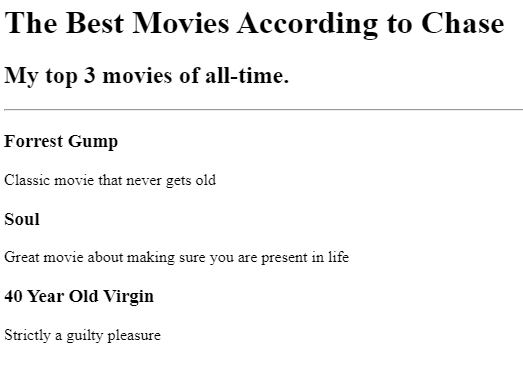 The Best Movies According to Chase
My top 3 movies of all-time.
Forrest Gump
Classic movie that never gets old
Soul
Great movie about making sure you are present in life
40 Year Old Virgin
Strictly a guilty pleasure